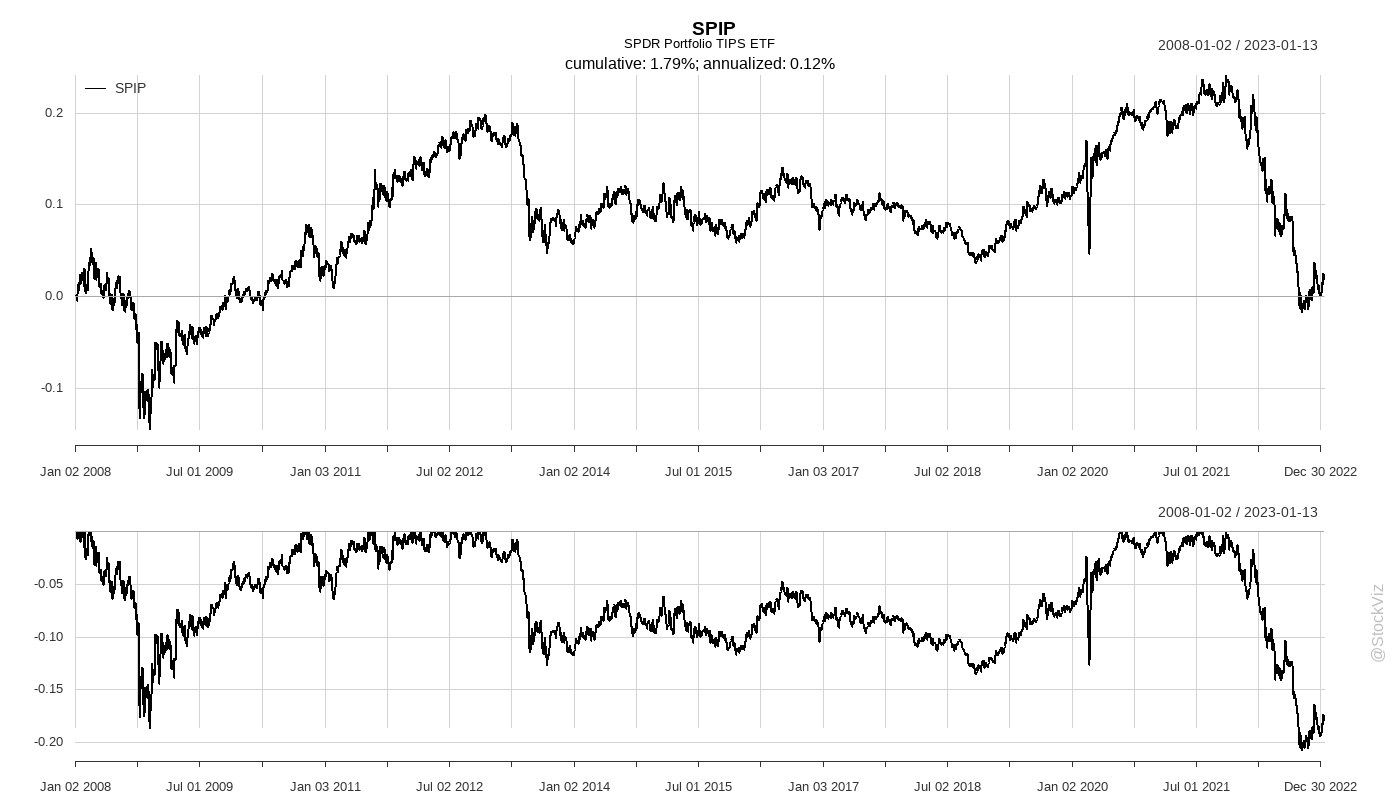 SPIP
SPDR Portfolio TIPS ETF
2008-01-02 / 2023-01-13
cumulative: 1.79%; annualized: 0.12%
SPIP
0.2
0.1
0.0
-0.1
Jan 02 2008 Jul 01 2009 Jan 03 2011 Jul 02 2012 Jan 02 2014 Jul 01 2015 Jan 03 2017 Jul 02 2018 Jan 02 2020 Jul 01 2021 Dec 30 2022
2008-01-02 / 2023-01-13
-0.05
-0.10
-0.15
-0.20
Jan 02 2008 Jul 01 2009 Jan 03 2011 Jul 02 2012 Jan 02 2014 Jul 01 2015 Jan 03 2017 Jul 02 2018 Jan 02 2020 Jul 01 2021 Dec 30 2022
@StockViz